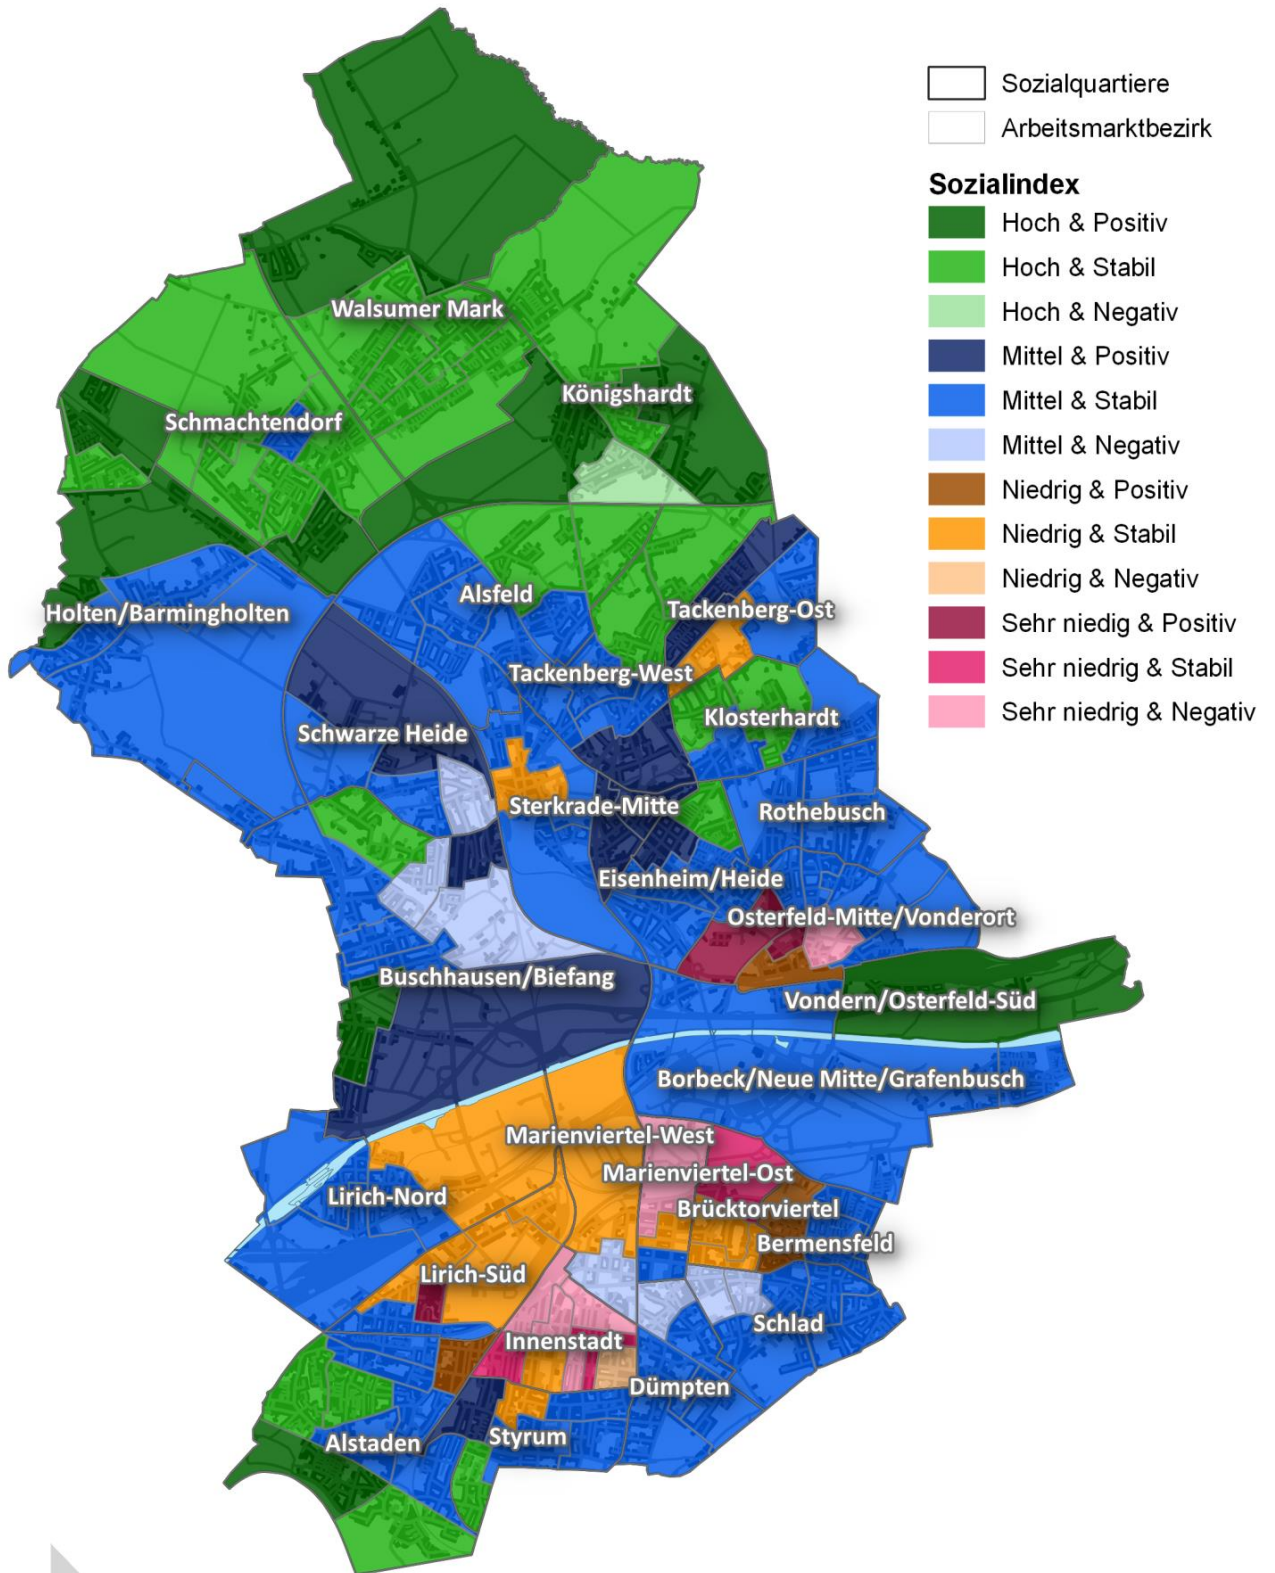 Sozialquartiere
Arbeitsmarktbezirk
Sozialindex
Hoch & Positiv
Hoch & Stabil
Hoch & Negativ
Mittel & Positiv
Mittel & Stabil
Mittel & Negativ
Niedrig & Positiv
Niedrig & Stabil
Niedrig & Negativ
Sehr niedig & Positiv
Sehr niedrig & Stabil
Sehr niedrig & Negativ
Walsumer Mark
Königshardt
Schmachtendorf
Alsfeld
Holten/Barmingholten
Tackenberg-Ost
Tackenberg-West
Klosterhardt
Schwarze Heide
Sterkrade-Mitte
Rothebusch
Eisenheim/Heide
Osterfeld-Mitte/Vonderort
Buschhausen/Biefang
Vondern/Osterfeld-Süd
Borbeck/Neue Mitte/Grafenbusch
Marienviertel-West
Marienviertel-Ost
Lirich-Nord
Brücktorviertel
Bermensfeld
Lirich-Süd
Schlad
Innenstadt
Dümpten
Styrum
Alstaden